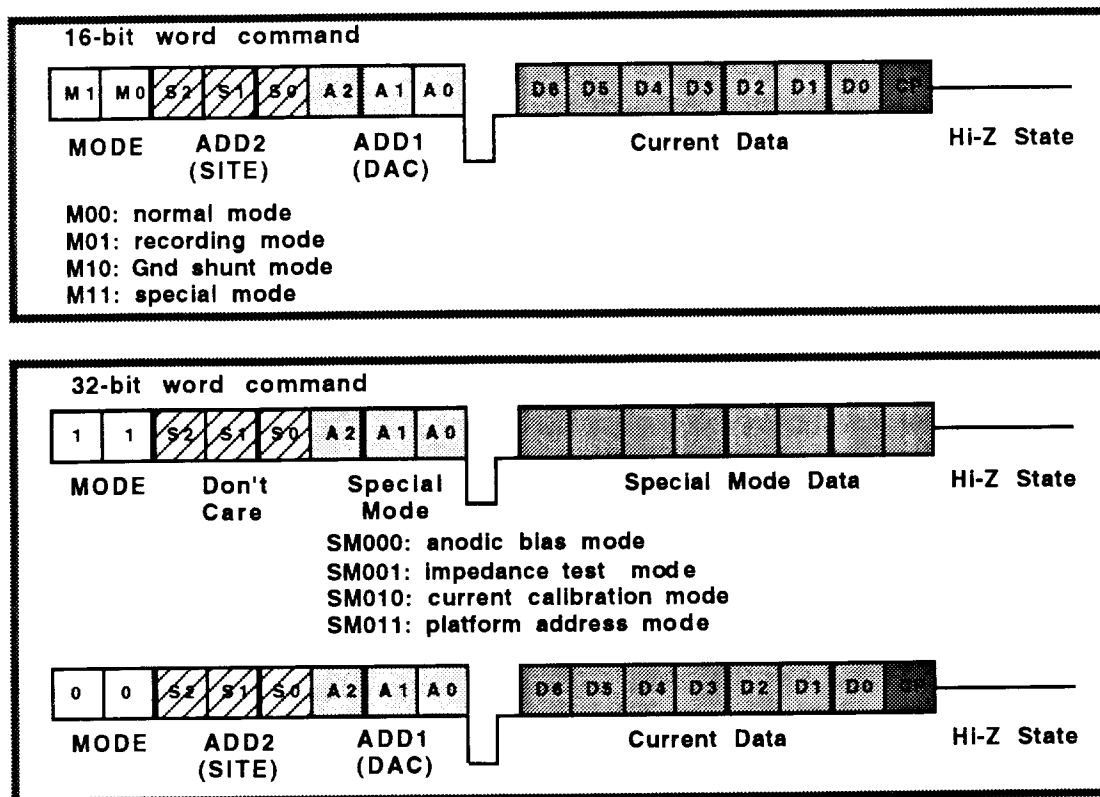 16-bit word command
M1 M0 S2 S1 S0 A2 A1 A0 D6 D5 D4 D3 D2 D1 D0 CP
MODE ADD2 (SITE) ADD1 (DAC) Current Data Hi-Z State
M00: normal mode
M01: recording mode
M10: Gnd shunt mode
M11: special mode
32-bit word command
1 1 S2 S1 S0 A2 A1 A0
MODE Don't Care Special Mode Special Mode Data Hi-Z State
SM000: anodic bias mode
SM001: impedance test mode
SM010: current calibration mode
SM011: platform address mode
0 0 S2 S1 S0 A2 A1 A0 D6 D5 D4 D3 D2 D1 D0 CP
MODE ADD2 (SITE) ADD1 (DAC) Current Data Hi-Z State